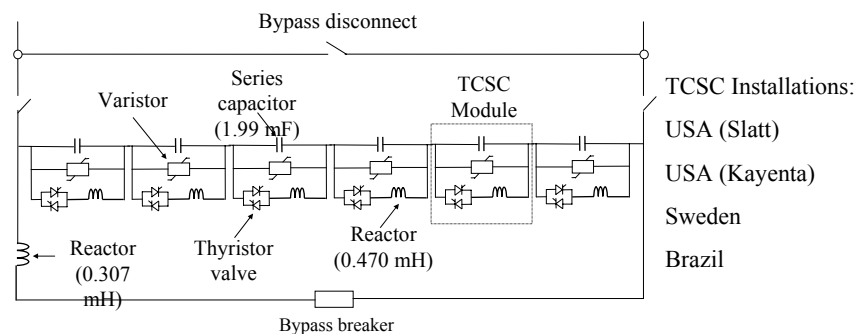 Bypass disconnect
Series
capacitor
(1.99 mF)
Varistor
TCSC
Module
TCSC Installations:
USA (Slatt)
USA (Kayenta)
Sweden
Brazil
Reactor
(0.307
mH)
Thyristor
valve
Reactor
(0.470 mH)
Bypass breaker